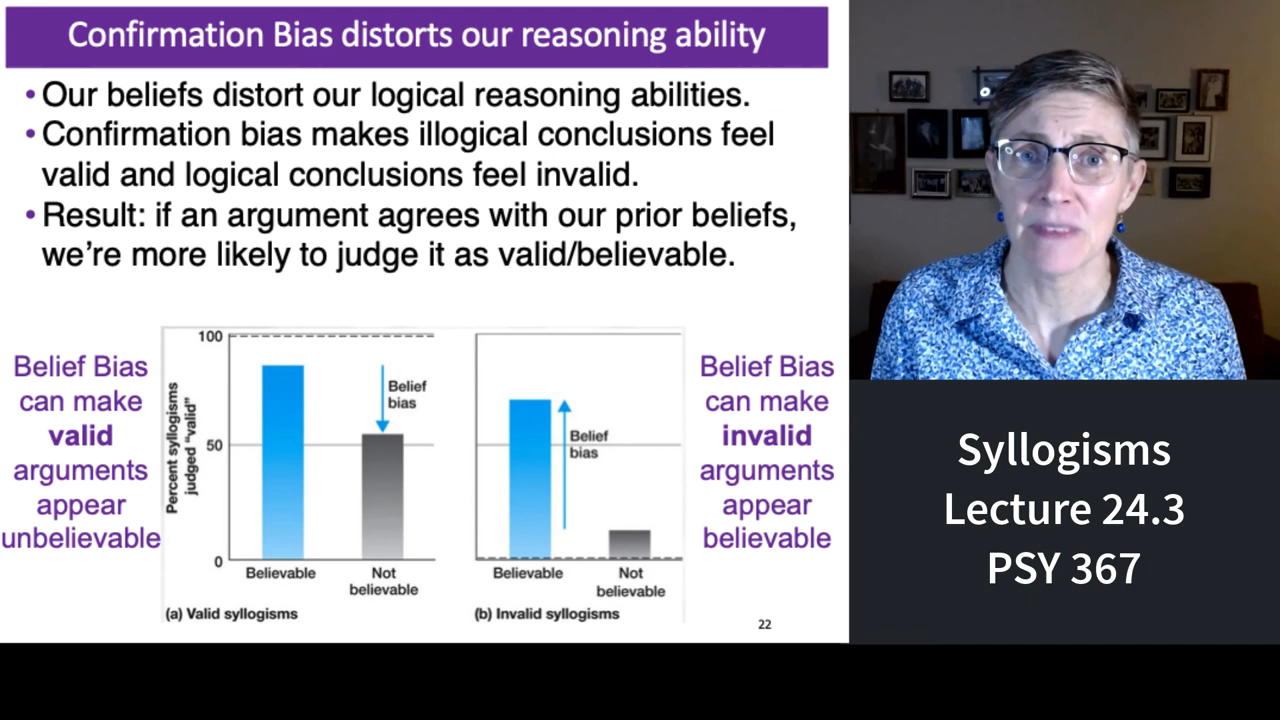 Confirmation Bias distorts our reasoning ability
• Our beliefs distort our logical reasoning abilities.
• Confirmation bias makes illogical conclusions feel
valid and logical conclusions feel invalid.
• Result: if an argument agrees with our prior beliefs,
we're more likely to judge it as valid/believable.
Belief Bias
can make
valid
arguments
appear
unbelievable
Percent syllogisms
judged "valid"
100
50
0
Belief
bias
Believable
Not
believable
(a) Valid syllogisms
Belief
bias
Believable
Not
believable
(b) Invalid syllogisms
Belief Bias
can make
invalid
arguments
appear
believable
22
Syllogisms
Lecture 24.3
PSY 367